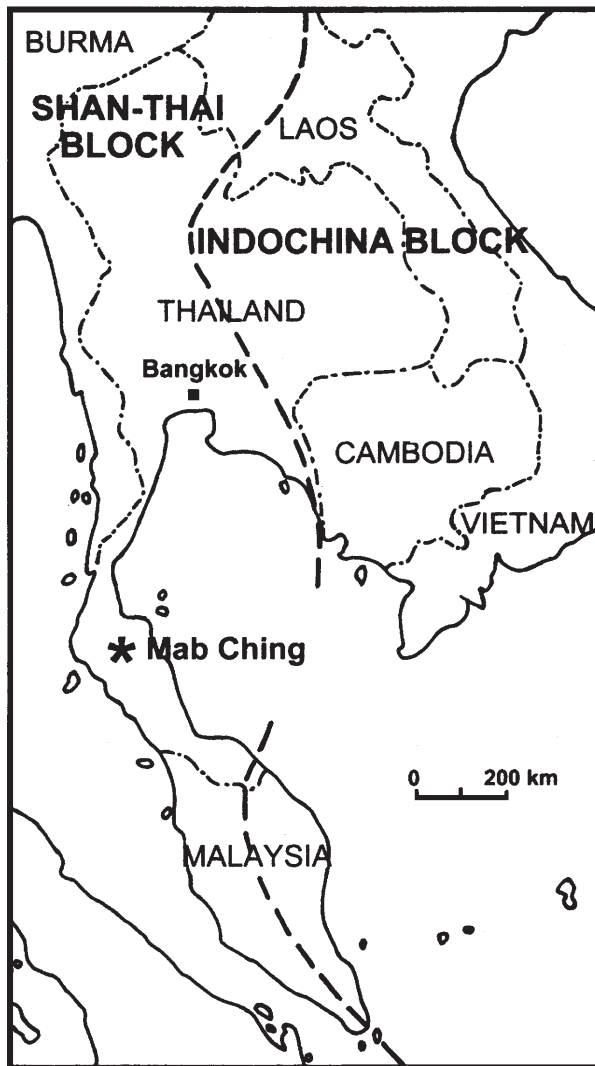 BURMA
SHAN-THAI
BLOCK
LAOS
INDOCHINA BLOCK
THAILAND
Bangkok
CAMBODIA
VIETNAM
Mab Ching
0 200 km
MALAYSIA